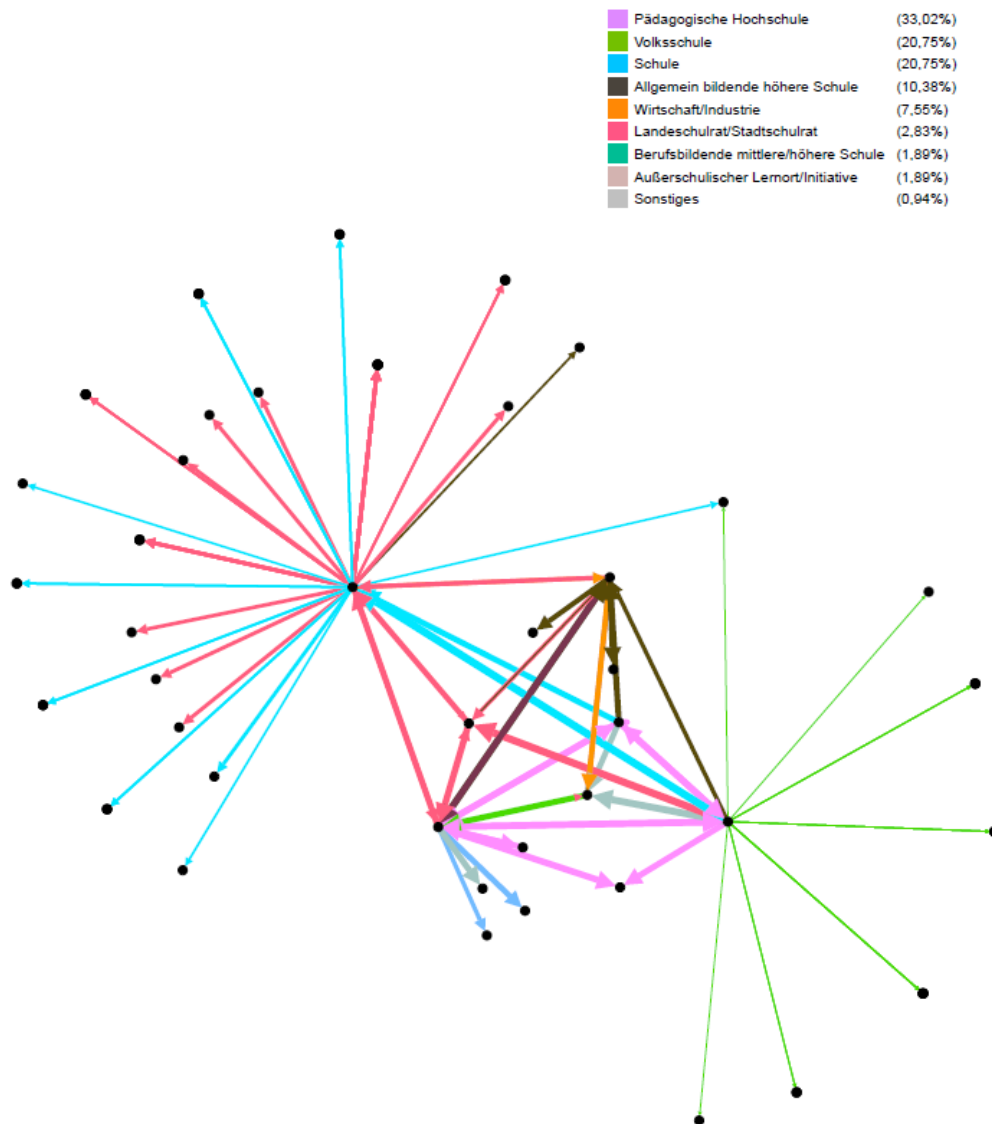 Pädagogische Hochschule (33,02%)
Volksschule (20,75%)
Schule (20,75%)
Allgemein bildende höhere Schule (10,38%)
Wirtschaft/Industrie (7,55%)
Landeschulrat/Stadtschulrat (2,83%)
Berufsbildende mittlere/höhere Schule (1,89%)
Außerschulischer Lernort/Initiative (1,89%)
Sonstiges (0,94%)